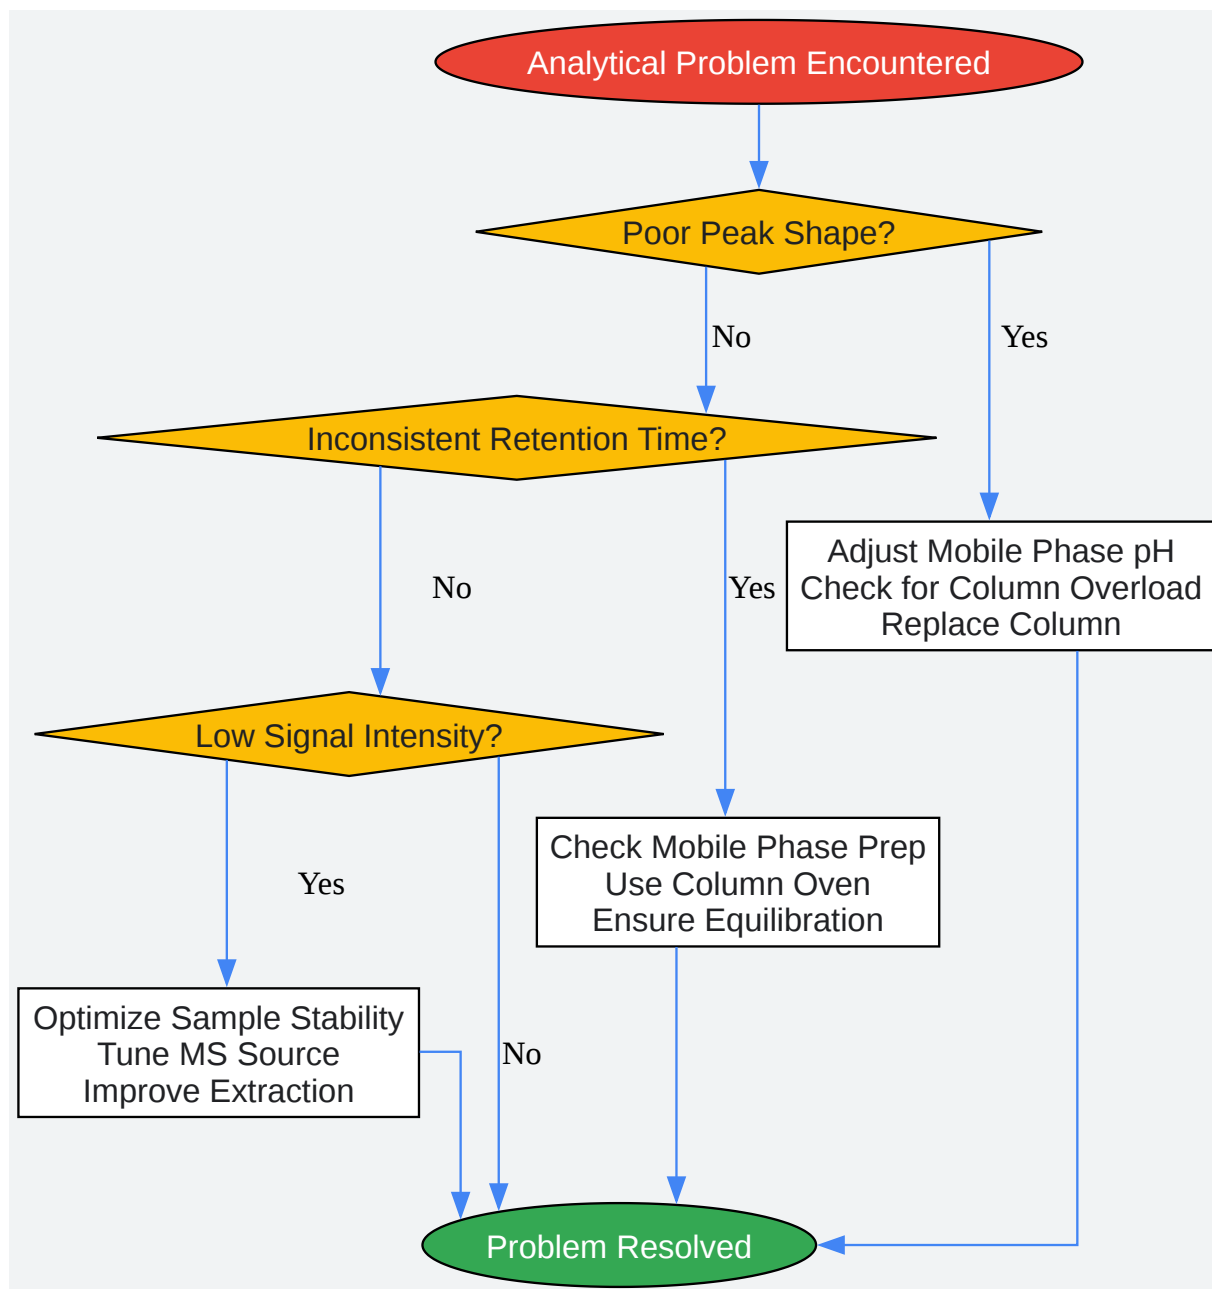 Analytical Problem Encountered
Poor Peak Shape?
No
Yes
Inconsistent Retention Time?
Adjust Mobile Phase pH
Check for Column Overload
Replace Column
No
Yes
Low Signal Intensity?
Check Mobile Phase Prep
Use Column Oven
Ensure Equilibration
Yes
Optimize Sample Stability
Tune MS Source
Improve Extraction
No
Problem Resolved